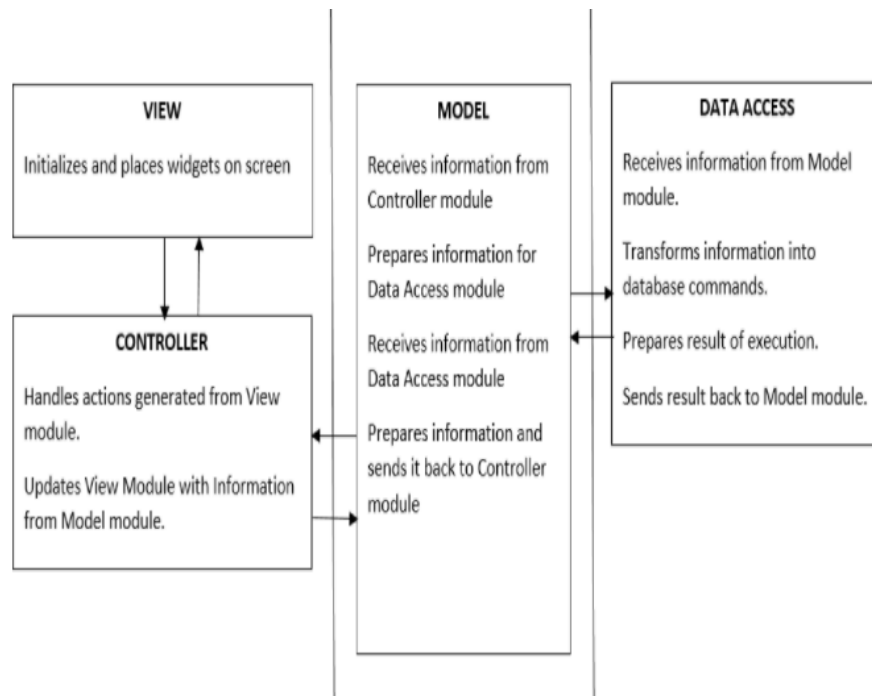 VIEW
Initializes and places widgets on screen
CONTROLLER
Handles actions generated from View
module.
Updates View Module with Information
from Model module.
MODEL
Receives information from
Controller module
Prepares information for
Data Access module
Receives information from
Data Access module
Prepares information and
sends it back to Controller
module
DATA ACCESS
Receives information from Model
module.
Transforms information into
database commands.
Prepares result of execution.
Sends result back to Model module.